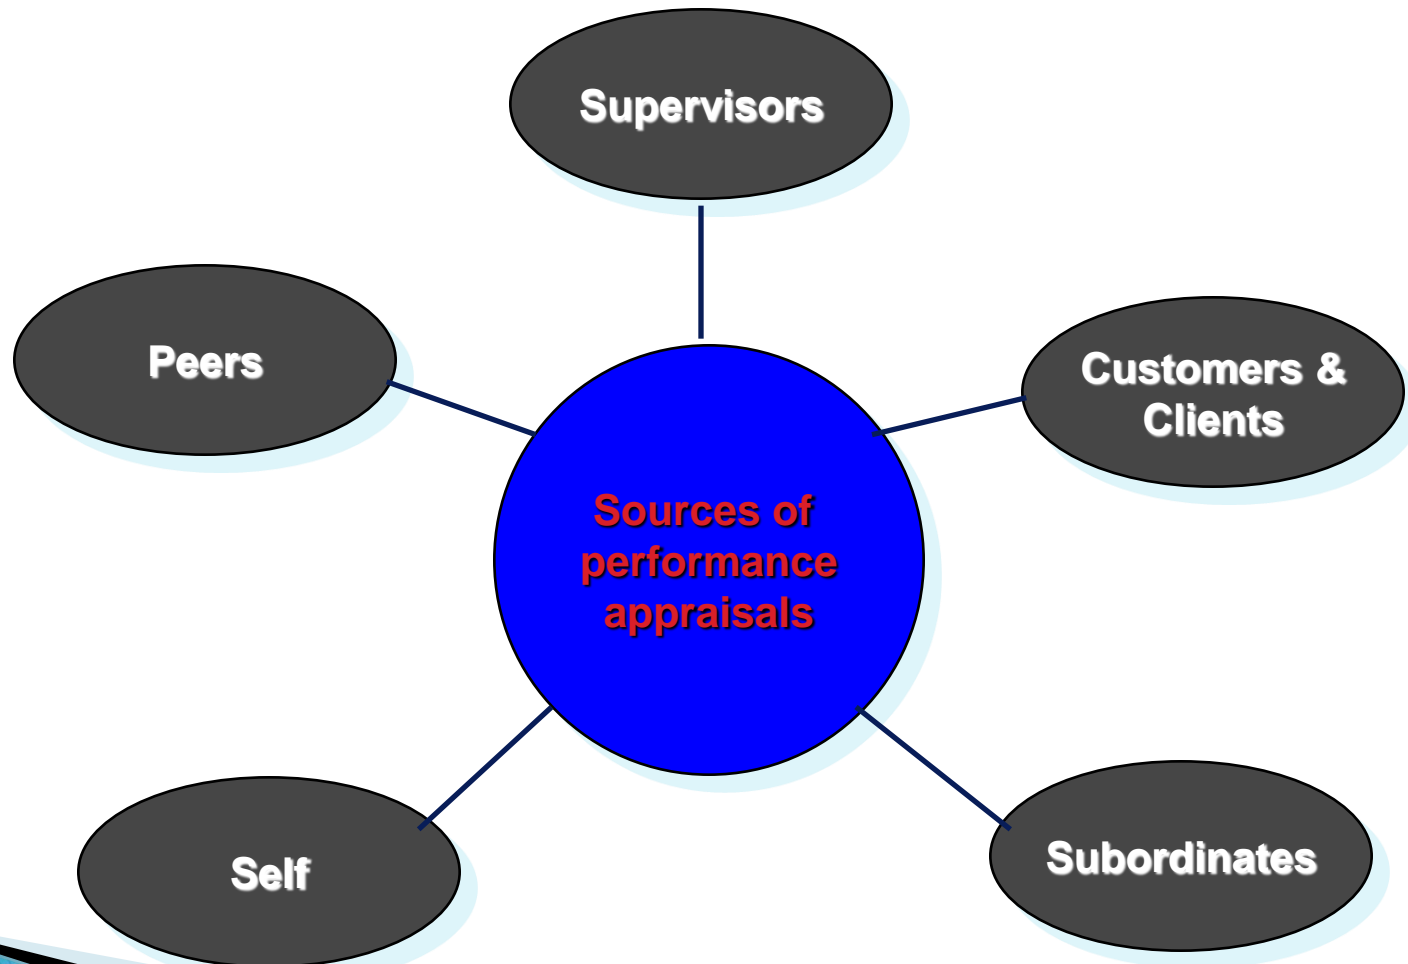 Supervisors
Peers
Customers &
Clients
Sources of
performance
appraisals
Self
Subordinates